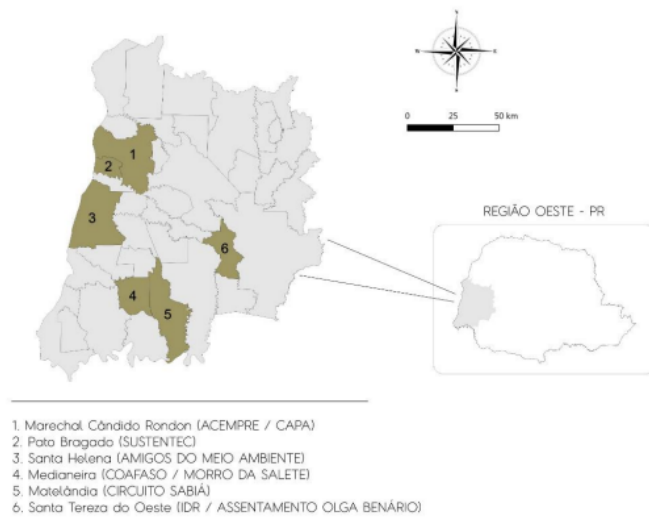 N
N
E
S
0 25 50 km
REGIÃO OESTE - PR
1
2
3
6
4
5
1. Marechal Cândido Rondon (ACEMPRE / CAPA)
2. Pato Bragado (SUSTENTEC)
3. Santa Helena (AMIGOS DO MEIO AMBIENTE)
4. Medianeira (COAFASO / MORRO DA SALETE)
5. Matelândia (CIRCUITO SABIÁ)
6. Santa Tereza do Oeste (IDR / ASSENTAMENTO OLGA BENÁRIO)